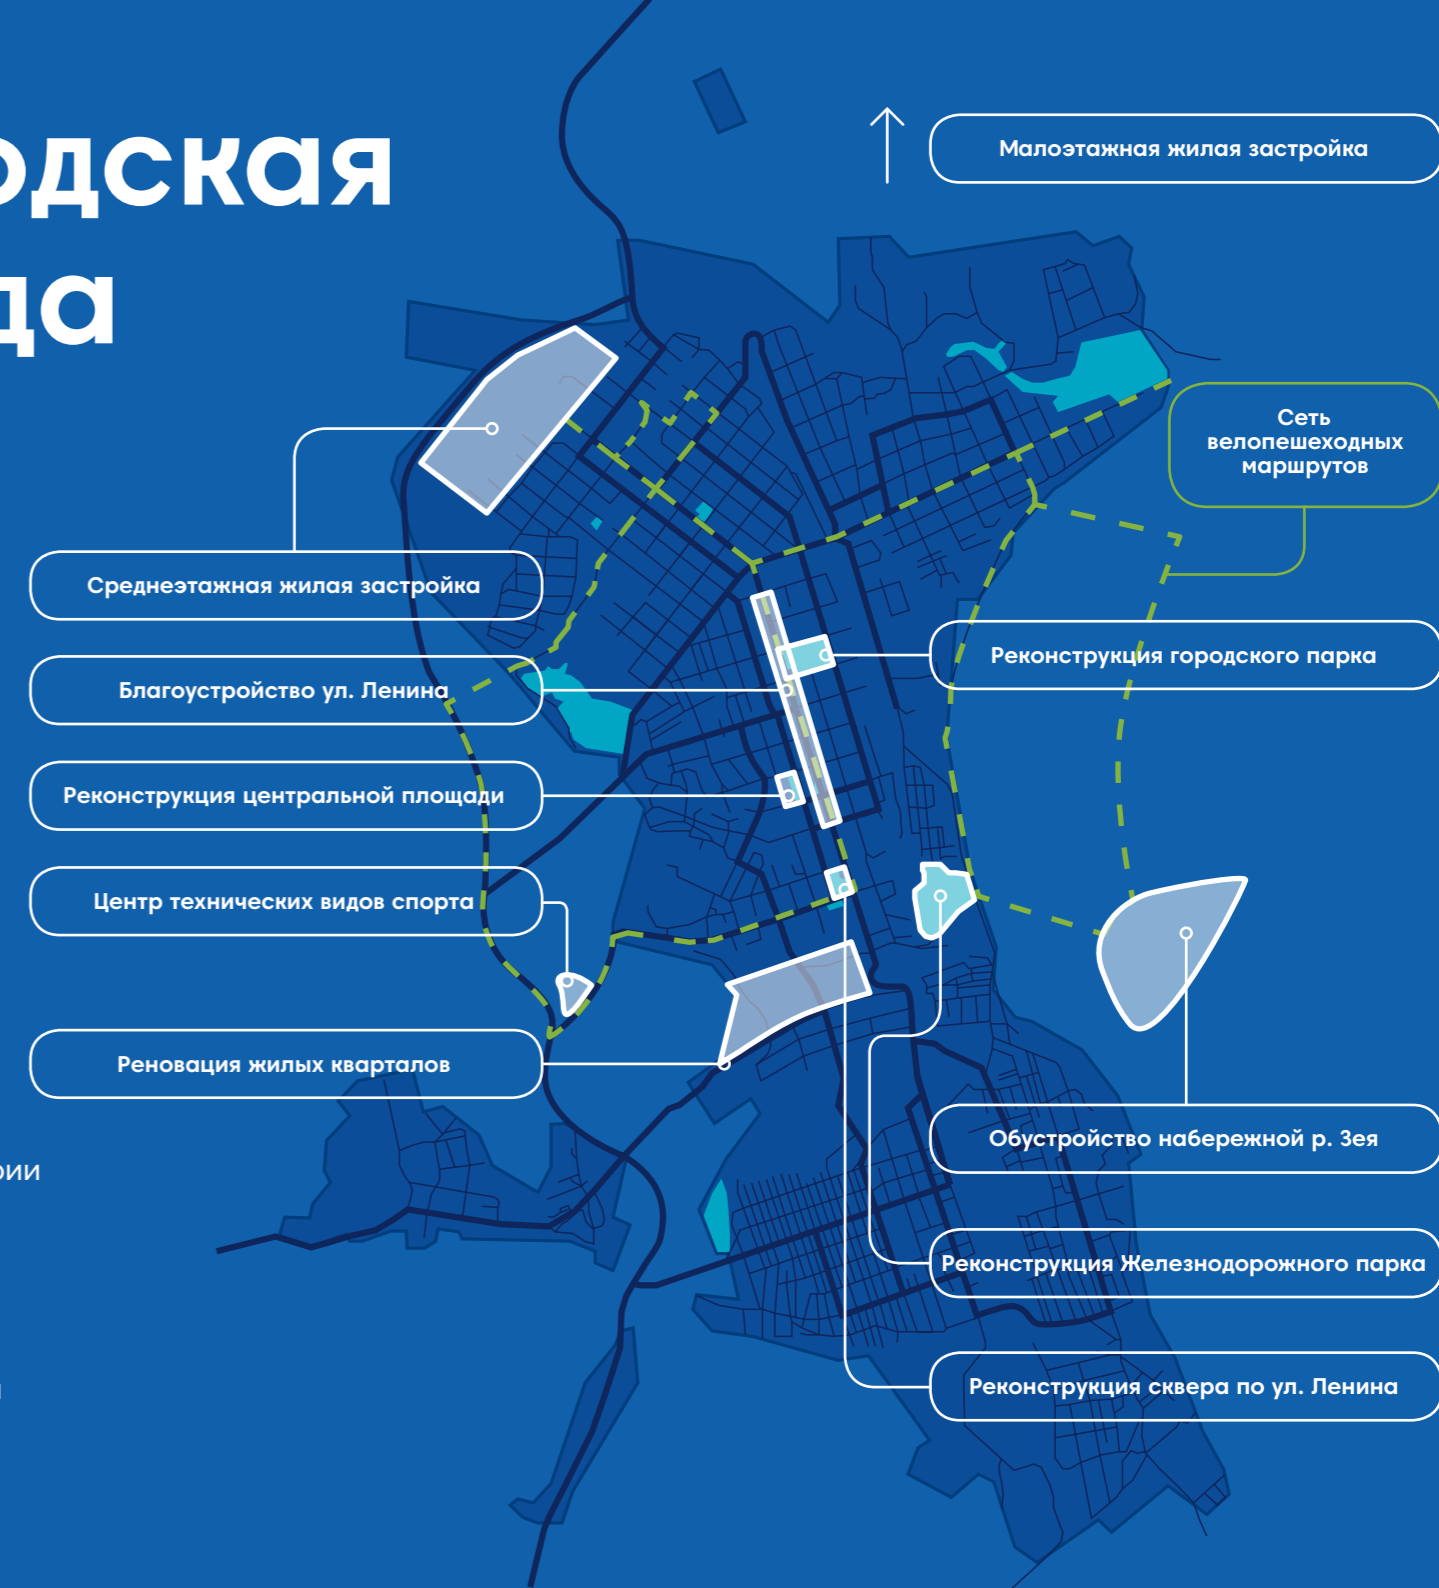 одская
да
Малоэтажная жилая застройка
Сеть
велопешеходных
маршрутов
Среднеэтажная жилая застройка
Реконструкция городского парка
Благоустройство ул. Ленина
Реконструкция центральной площади
Центр технических видов спорта
Реновация жилых кварталов
Обустройство набережной р. Зея
рии
Реконструкция Железнодорожного парка
Реконструкция сквера по ул. Ленина